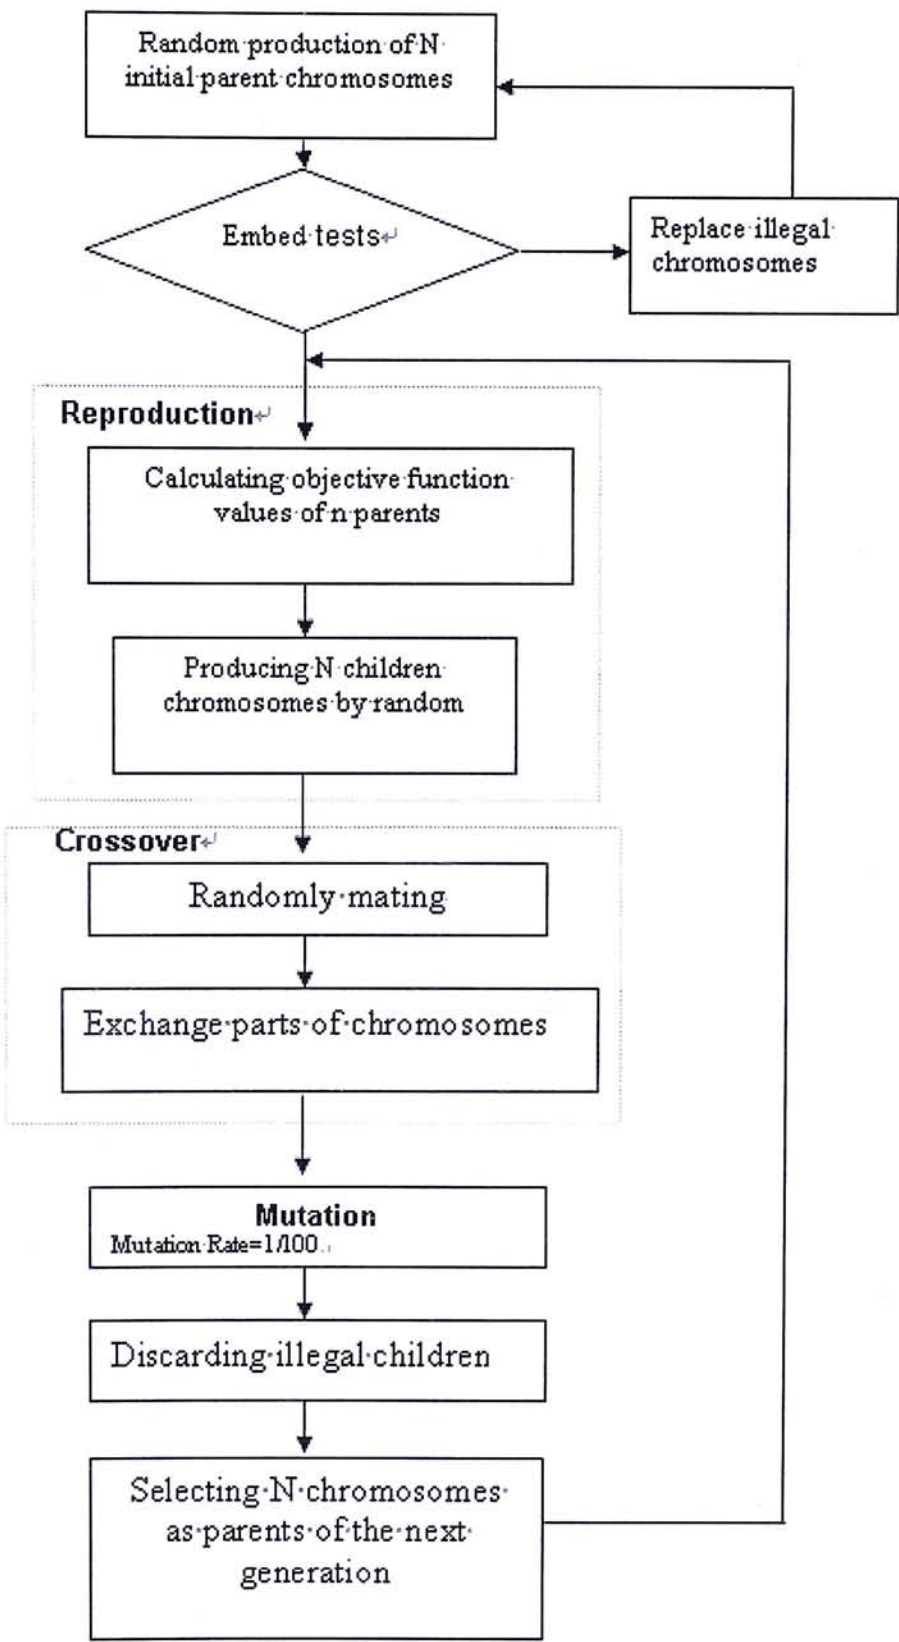 Random production of N
initial parent chromosomes
Embed tests
Replace illegal
chromosomes
Reproduction
Calculating objective function
values of n parents
Producing N children
chromosomes by random
Crossover
Randomly mating
Exchange parts of chromosomes
Mutation
Mutation Rate=1/100
Discarding illegal children
Selecting N chromosomes
as parents of the next
generation